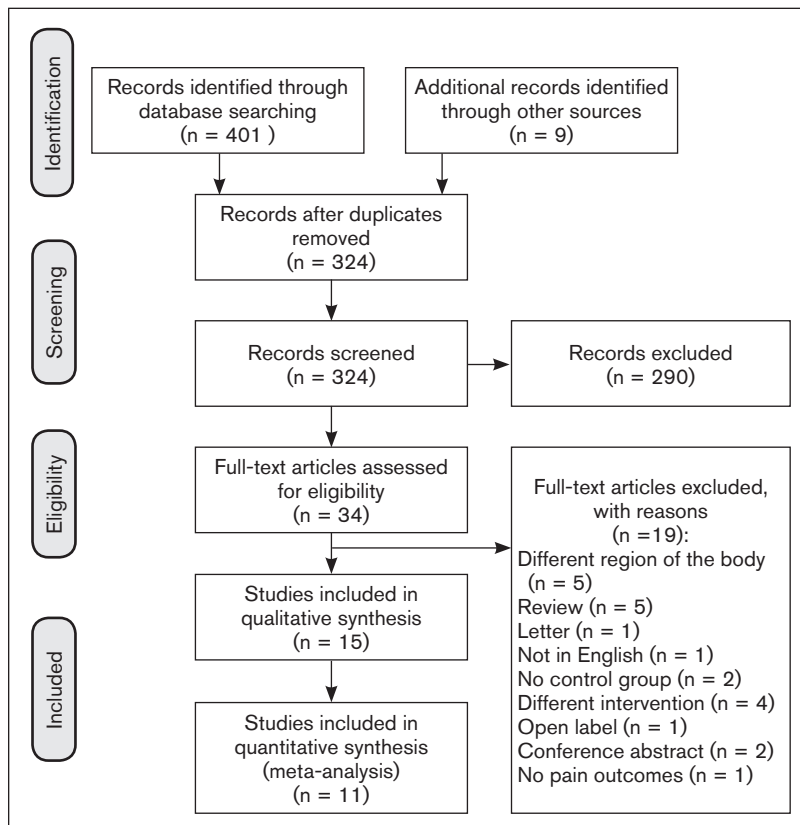 Identification
Records identified through
database searching
(n = 401 )
Additional records identified
through other sources
(n = 9)
Records after duplicates
removed
(n = 324)
Screening
Records screened
(n = 324)
Records excluded
(n = 290)
Eligibility
Full-text articles assessed
for eligibility
(n = 34)
Full-text articles excluded,
with reasons
(n =19):
Different region of the body
(n = 5)
Review (n = 5)
Letter (n = 1)
Not in English (n = 1)
No control group (n = 2)
Different intervention (n = 4)
Open label (n = 1)
Conference abstract (n = 2)
No pain outcomes (n = 1)
Included
Studies included in
qualitative synthesis
(n = 15)
Studies included in
quantitative synthesis
(meta-analysis)
(n = 11)